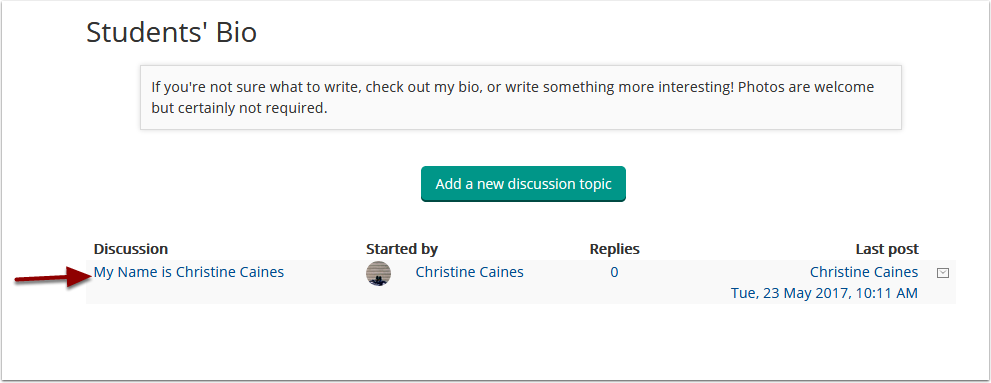 Students' Bio
If you're not sure what to write, check out my bio, or write something more interesting! Photos are welcome
but certainly not required.
Add a new discussion topic
Discussion Started by Replies Last post
My Name is Christine Caines Christine Caines 0 Christine Caines
Tue, 23 May 2017, 10:11 AM